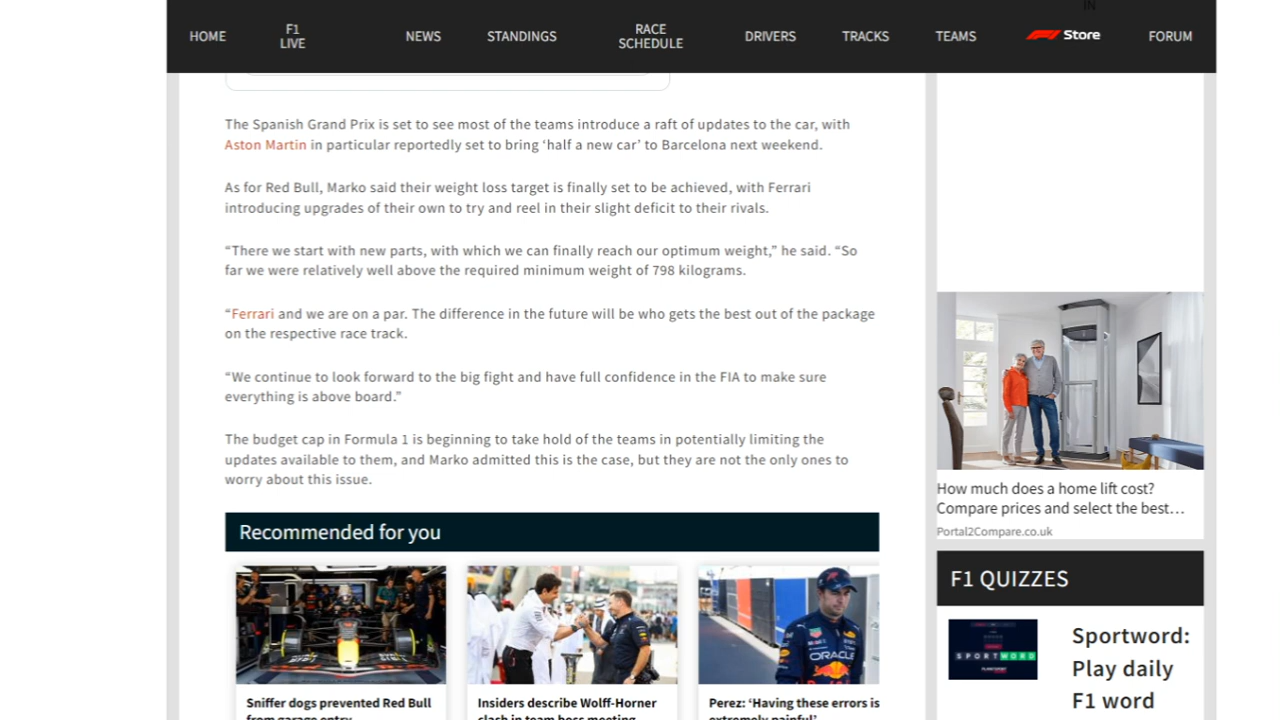 IN
HOME
F1
LIVE
NEWS
STANDINGS
RACE
SCHEDULE
DRIVERS
TRACKS
TEAMS
F1 Store
FORUM
The Spanish Grand Prix is set to see most of the teams introduce a raft of updates to the car, with
Aston Martin in particular reportedly set to bring ‘half a new car’ to Barcelona next weekend.
As for Red Bull, Marko said their weight loss target is finally set to be achieved, with Ferrari
introducing upgrades of their own to try and reel in their slight deficit to their rivals.
“There we start with new parts, with which we can finally reach our optimum weight,” he said. “So
far we were relatively well above the required minimum weight of 798 kilograms.
“Ferrari and we are on a par. The difference in the future will be who gets the best out of the package
on the respective race track.
“We continue to look forward to the big fight and have full confidence in the FIA to make sure
everything is above board.”
The budget cap in Formula 1 is beginning to take hold of the teams in potentially limiting the
updates available to them, and Marko admitted this is the case, but they are not the only ones to
worry about this issue.
Recommended for you
ORACLE
Sniffer dogs prevented Red Bull
from garage entry
Insiders describe Wolff-Horner
clash in team boss meeting
Perez: ‘Having these errors is
extremely painful’
How much does a home lift cost?
Compare prices and select the best…
Portal2Compare.co.uk
F1 QUIZZES
SPORTWORD
Sportword:
Play daily
F1 word